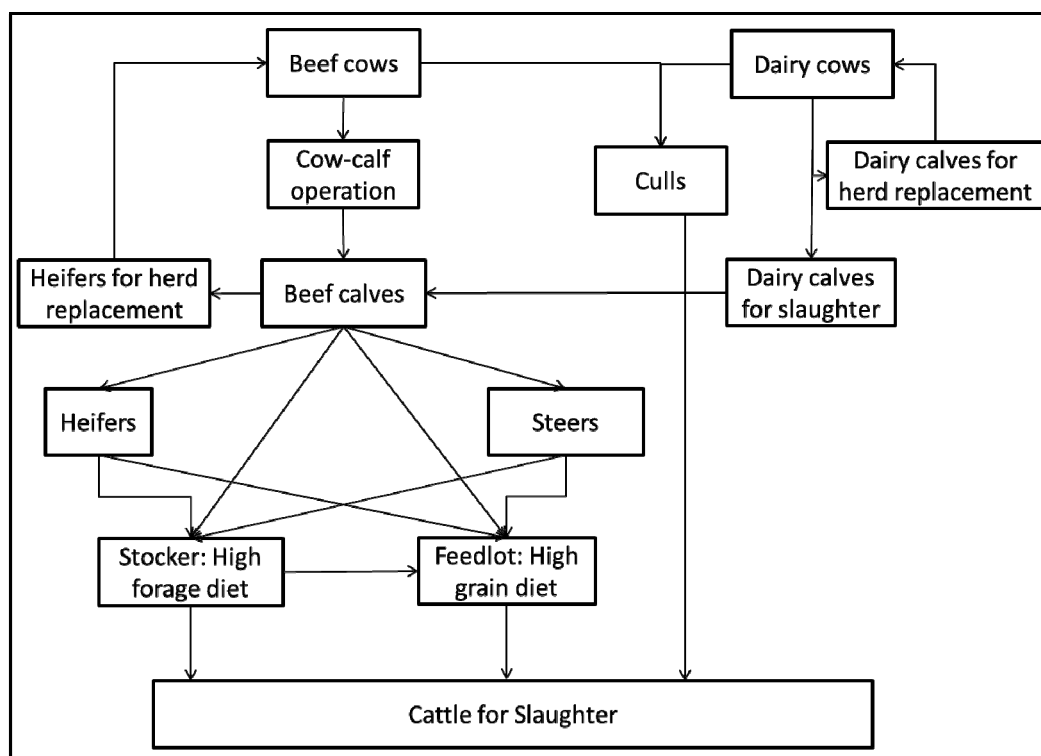 Beef cows
Dairy cows
Cow-calf
operation
Culls
Dairy calves for
herd replacement
Heifers for herd
replacement
Beef calves
Dairy calves
for slaughter
Heifers
Steers
Stocker: High
forage diet
Feedlot: High
grain diet
Cattle for Slaughter